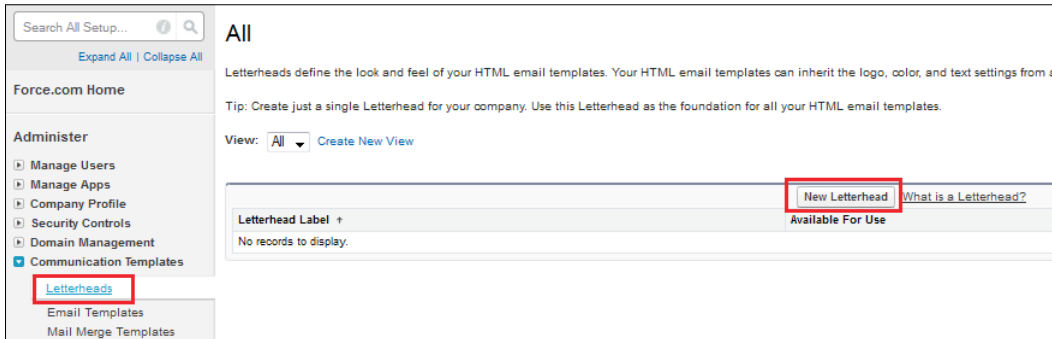 Search All Setup...
Expand All | Collapse All
Force.com Home
Administer
Manage Users
Manage Apps
Company Profile
Security Controls
Domain Management
Communication Templates
Letterheads
Email Templates
Mail Merge Templates
All
Letterheads define the look and feel of your HTML email templates. Your HTML email templates can inherit the logo, color, and text settings from
Tip: Create just a single Letterhead for your company. Use this Letterhead as the foundation for all your HTML email templates.
View: All Create New View
New Letterhead What is a Letterhead?
Letterhead Label ↑ Available For Use
No records to display.